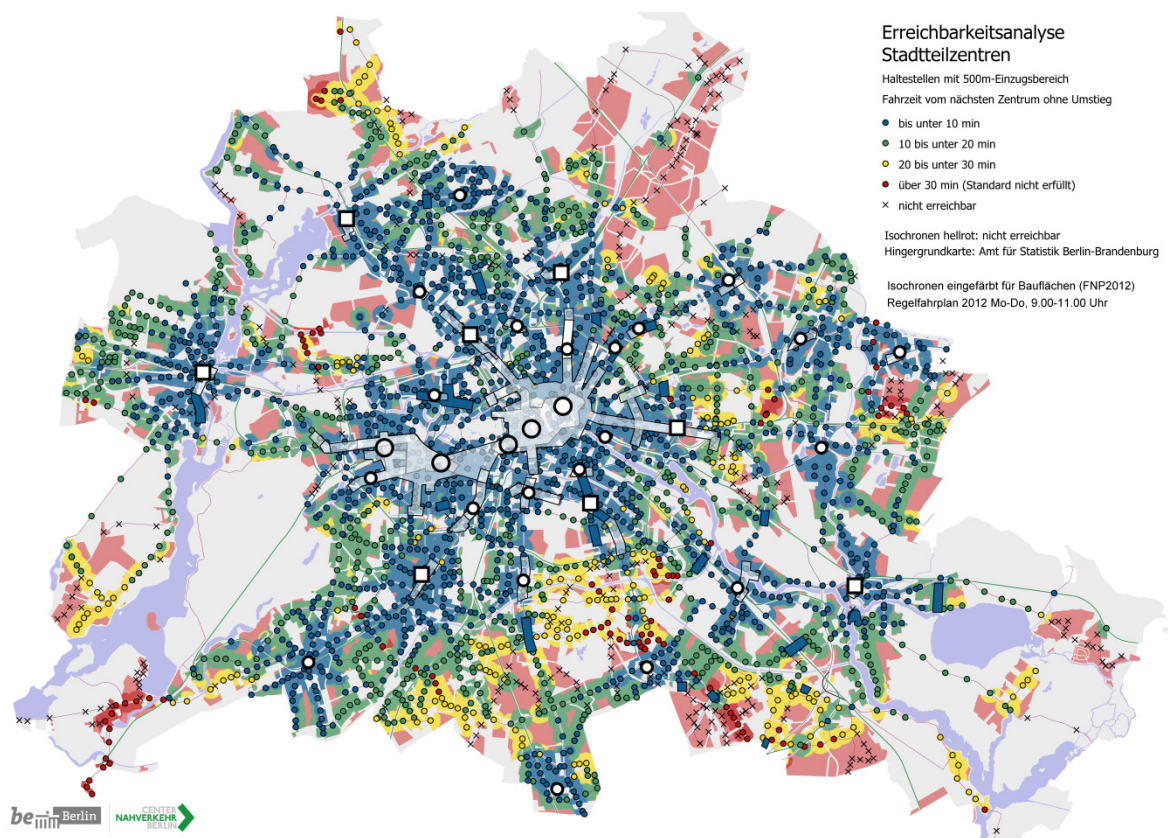 Erreichbarkeitsanalyse
Stadtteilzentren
Haltestellen mit 500m-Einzugsbereich
Fahrzeit vom nächsten Zentrum ohne Umstieg
bis unter 10 min
10 bis unter 20 min
20 bis unter 30 min
über 30 min (Standard nicht erfüllt)
nicht erreichbar
Isochronen hellrot: nicht erreichbar
Hingergrundkarte: Amt für Statistik Berlin-Brandenburg
Isochronen eingefärbt für Bauflächen (FNP2012)
Regelfahrplan 2012 Mo-Do, 9.00-11.00 Uhr
be Berlin
CENTER
NAHVERKEHR
BERLIN